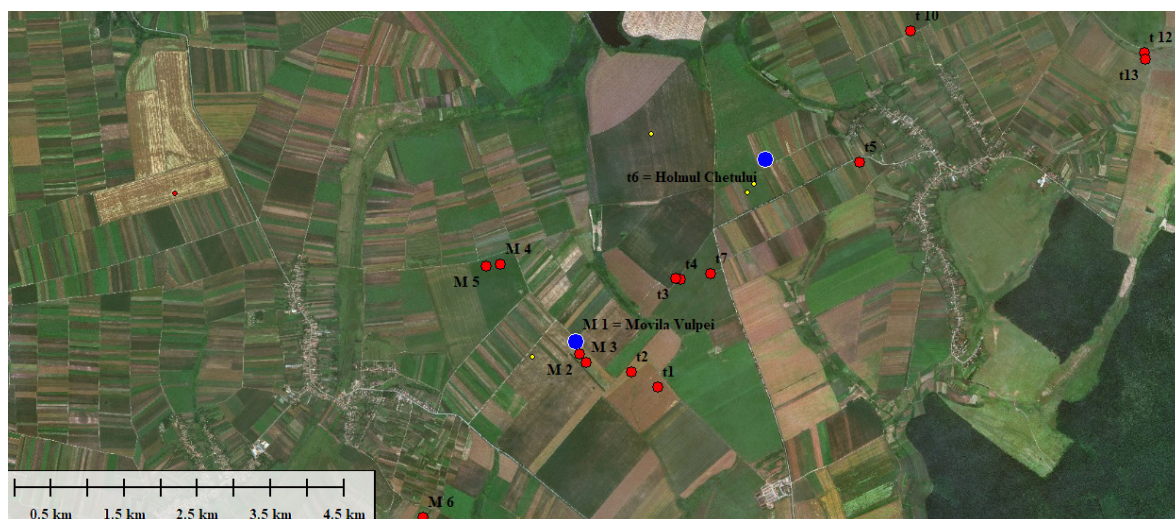 t 10
t 12
t13
t5
t6 = Holmul Chetului
M 4
M 5
t7
t4
t3
M 1 = Movila Vulpei
M 3
M 2
t2
t1
M 6
0.5 km 1.5 km 2.5 km 3.5 km 4.5 km